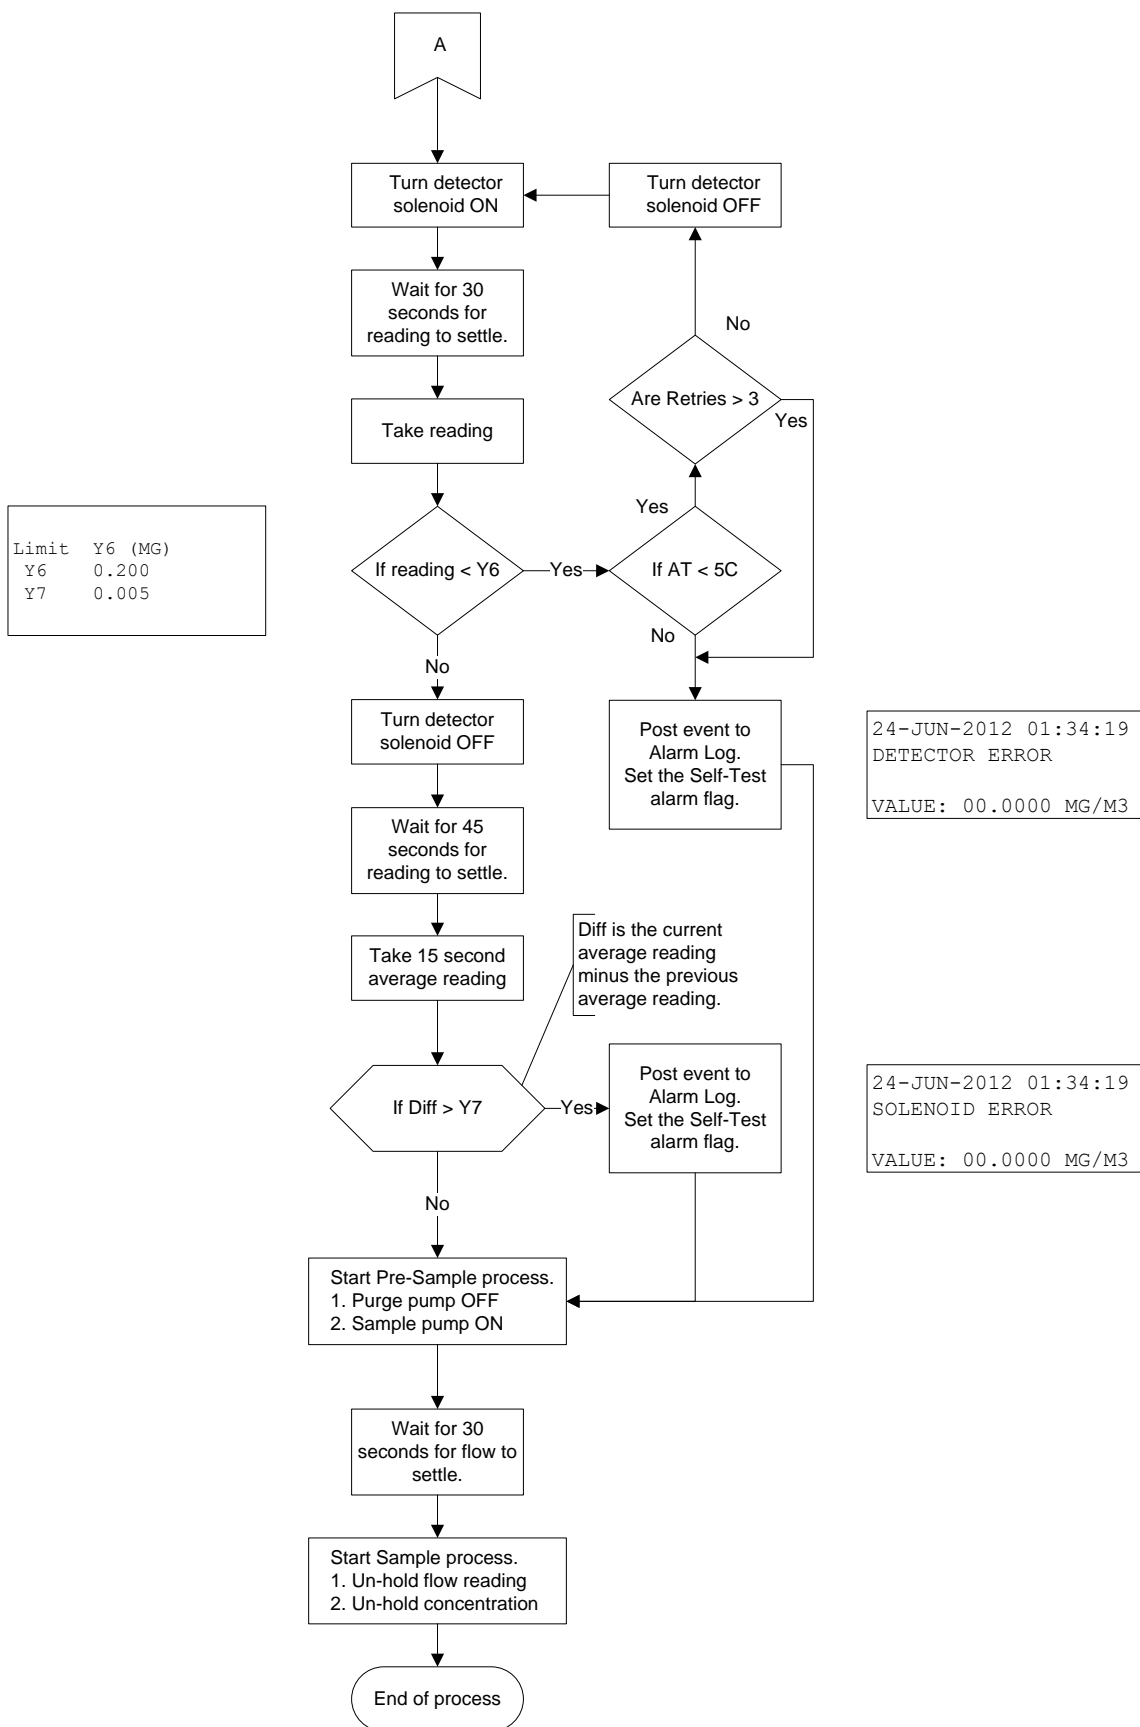 A
Turn detector
solenoid ON
Turn detector
solenoid OFF
Wait for 30
seconds for
reading to settle.
No
Are Retries > 3
Yes
Take reading
Yes
Limit  Y6 (MG)
Y6    0.200
Y7    0.005
If reading < Y6
Yes
If AT < 5C
No
No
Turn detector
solenoid OFF
Post event to
Alarm Log.
Set the Self-Test
alarm flag.
24-JUN-2012 01:34:19
DETECTOR ERROR
VALUE: 00.0000 MG/M3
Wait for 45
seconds for
reading to settle.
Take 15 second
average reading
Diff is the current
average reading
minus the previous
average reading.
If Diff > Y7
Yes
Post event to
Alarm Log.
Set the Self-Test
alarm flag.
24-JUN-2012 01:34:19
SOLENOID ERROR
VALUE: 00.0000 MG/M3
No
Start Pre-Sample process.
1. Purge pump OFF
2. Sample pump ON
Wait for 30
seconds for flow to
settle.
Start Sample process.
1. Un-hold flow reading
2. Un-hold concentration
End of process